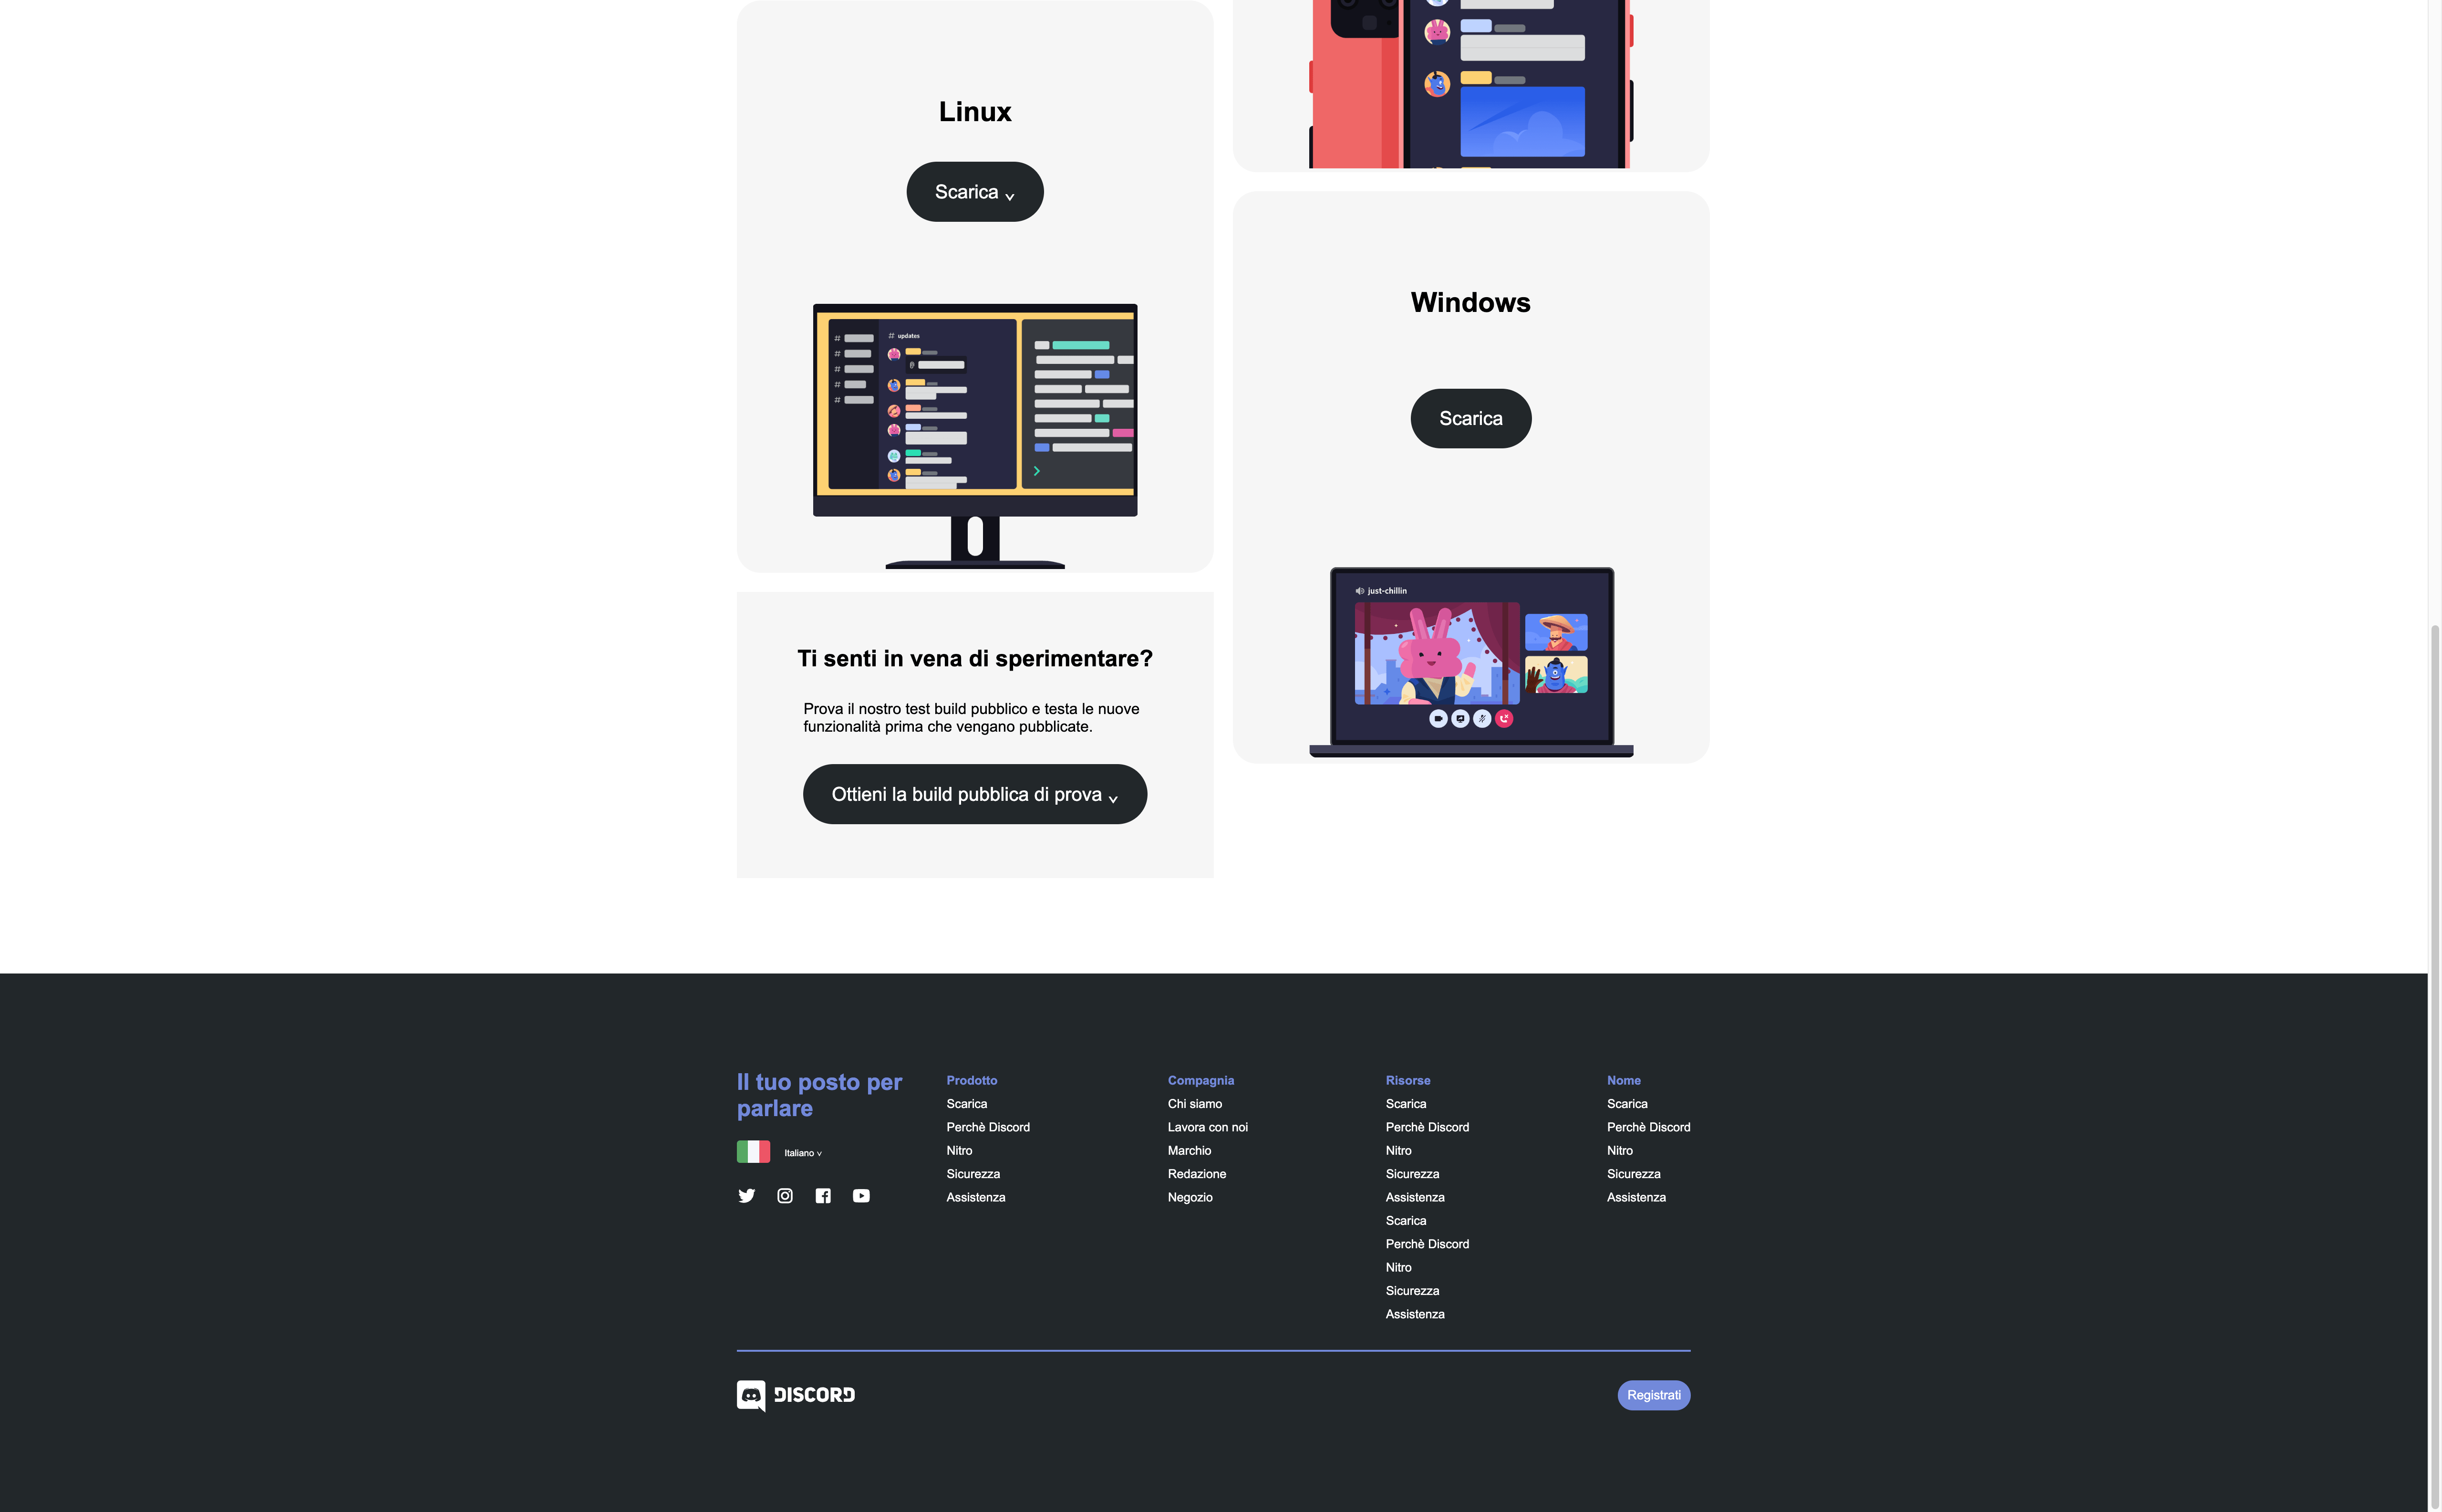 Linux
Scarica v
# updates
#
#
#
#
#
@
Ti senti in vena di sperimentare?
Prova il nostro test build pubblico e testa le nuove
funzionalità prima che vengano pubblicate.
Ottieni la build pubblica di prova v
Windows
Scarica
just-chillin
Il tuo posto per
parlare
Italiano v
Prodotto
Scarica
Perchè Discord
Nitro
Sicurezza
Assistenza
Compagnia
Chi siamo
Lavora con noi
Marchio
Redazione
Negozio
Risorse
Scarica
Perchè Discord
Nitro
Sicurezza
Assistenza
Scarica
Perchè Discord
Nitro
Sicurezza
Assistenza
Nome
Scarica
Perchè Discord
Nitro
Sicurezza
Assistenza
DISCORD
Registrati